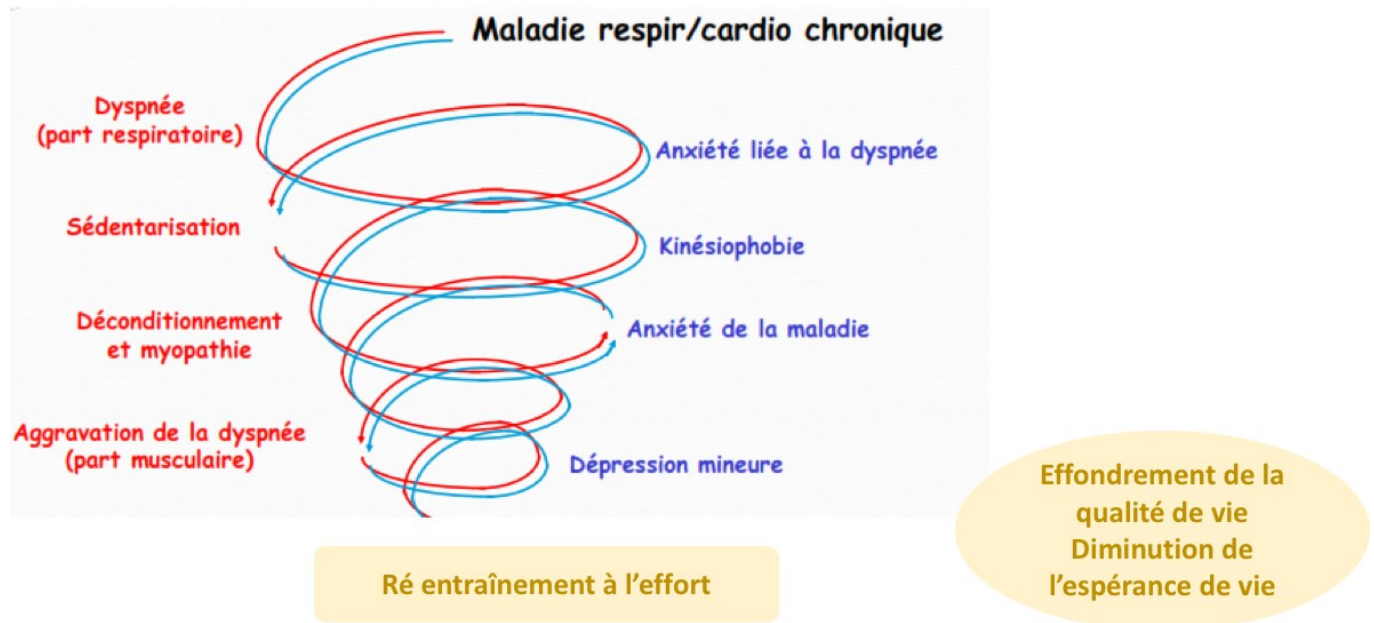 Maladie respir/cardio chronique
Dyspnée
(part respiratoire)
Anxiété liée à la dyspnée
Sédentarisation
Kinésiophobie
Déconditionnement
et myopathie
Anxiété de la maladie
Aggravation de la dyspnée
(part musculaire)
Dépression mineure
Effondrement de la
qualité de vie
Diminution de
l’espérance de vie
Ré entraînement à l’effort